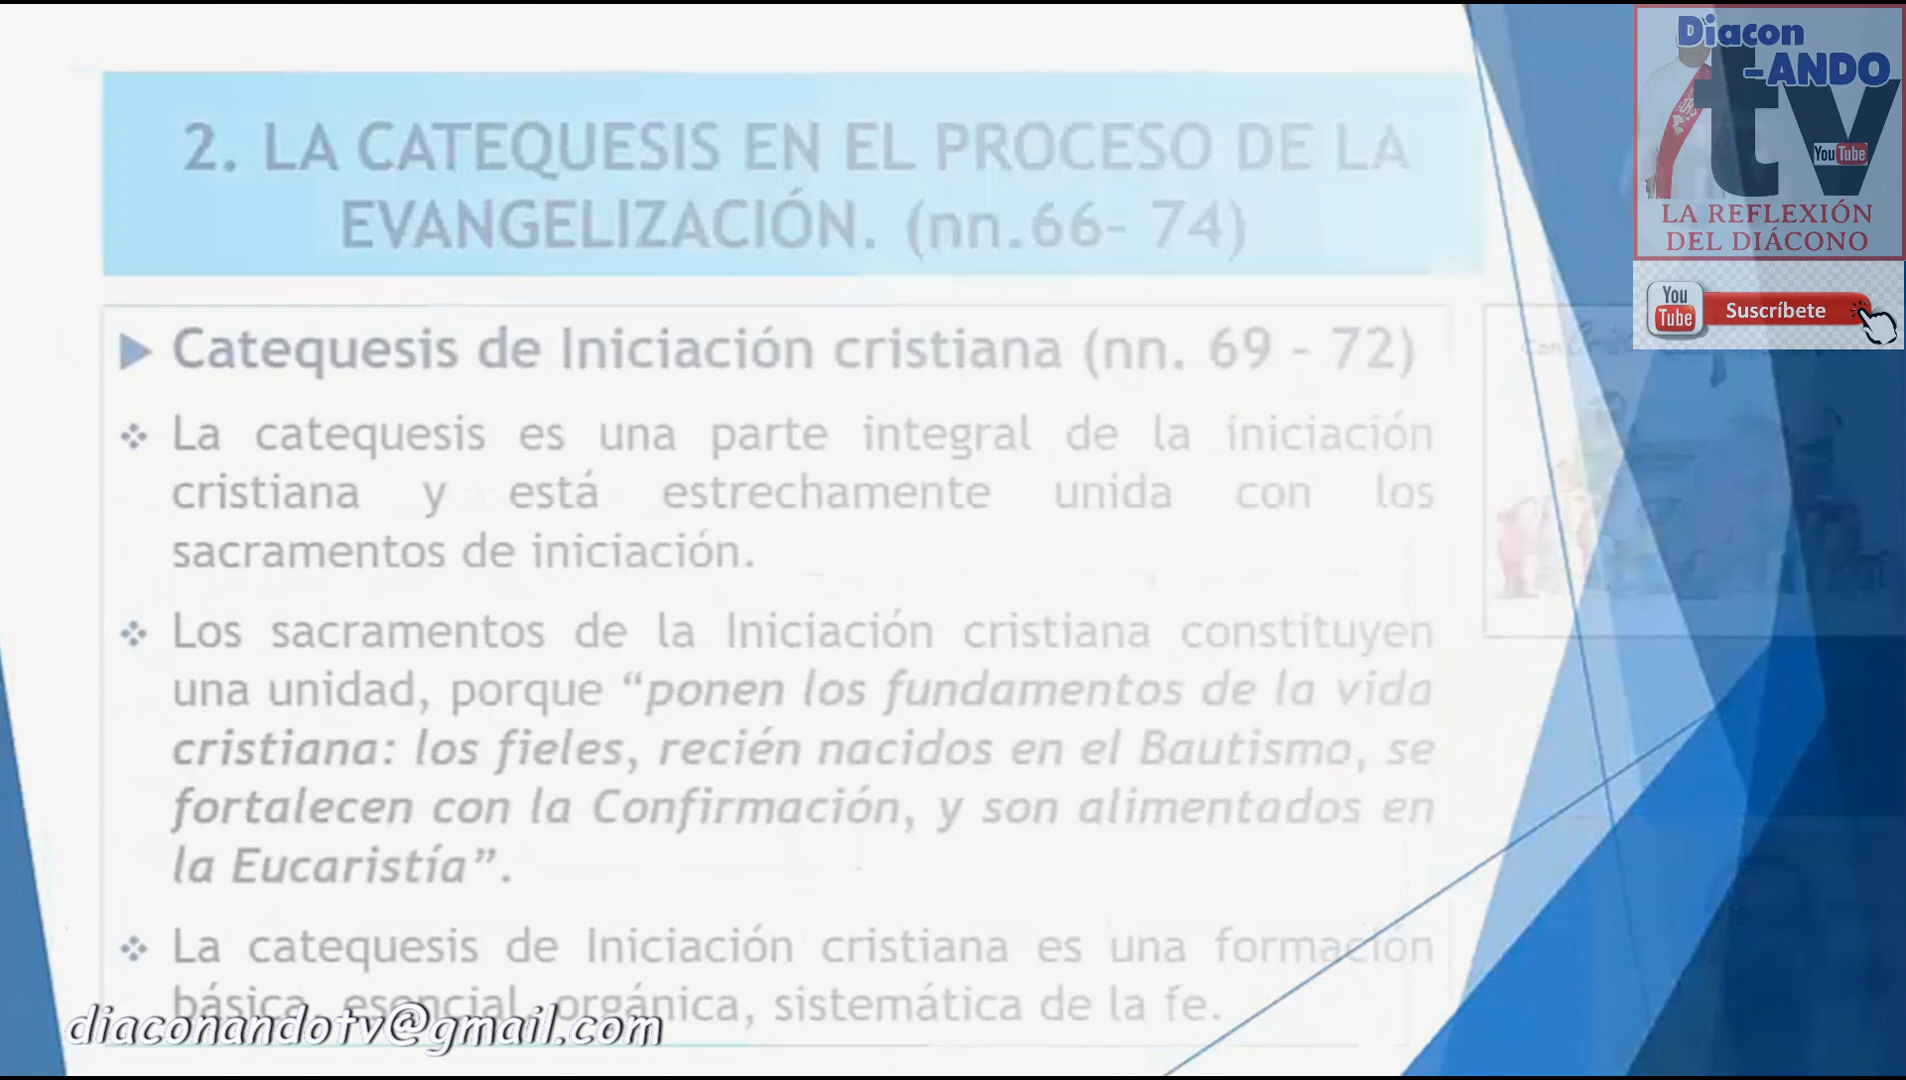 2. LA CATEQUESIS EN EL PROCESO DE LA
EVANGELIZACIÓN. (nn.66- 74)
Catequesis de Iniciación cristiana (nn. 69 - 72)
La catequesis es una parte integral de la iniciación
cristiana y está estrechamente unida con los
sacramentos de iniciación.
Los sacramentos de la Iniciación cristiana constituyen
una unidad, porque “ponen los fundamentos de la vida
cristiana: los fieles, recién nacidos en el Bautismo, se
fortalecen con la Confirmación, y son alimentados en
la Eucaristía”.
La catequesis de Iniciación cristiana es una formación
básica, esencial, orgánica, sistemática de la fe.
diaconandotv@gmail.com
Diacon
-ANDO
tv
YouTube
LA REFLEXIÓN
DEL DIÁCONO
You
Tube
Suscríbete